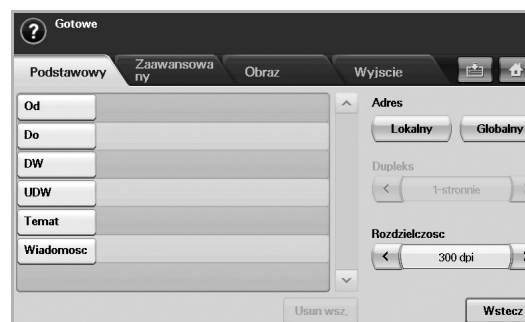 Gotowe
Podstawowy
Zaawansowa
ny
Obraz
Wyjscie
Od
Do
DW
UDW
Temat
Wiadomosc
Adres
Lokalny
Globalny
Dupleks
1-stronnie
Rozdzielczosc
300 dpi
Usun wsz.
Wstecz